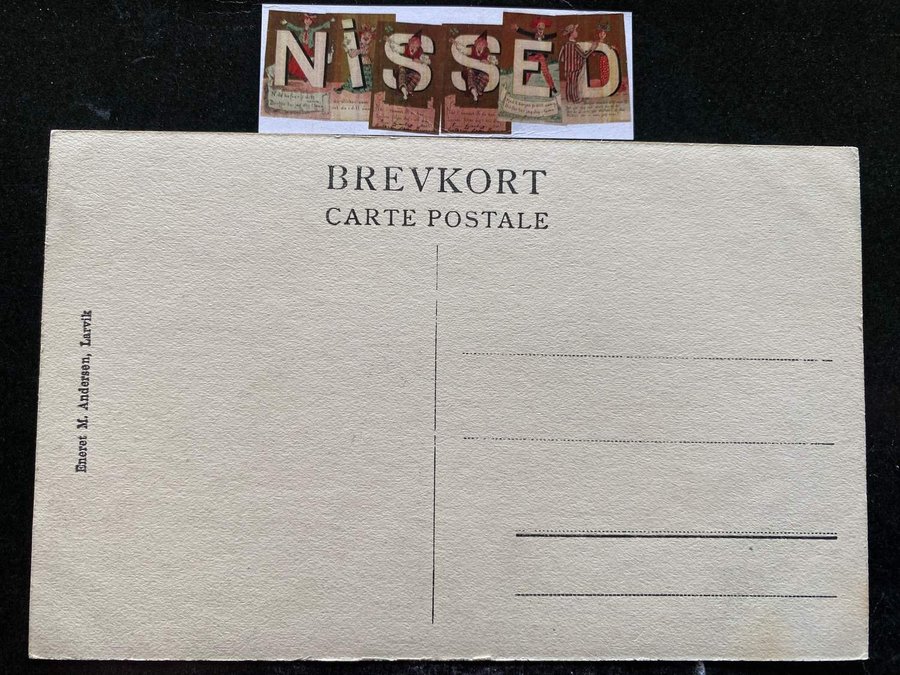 NISSED
BREVKORT
CARTE POSTALE
Eneret M. Andersen, Larvik